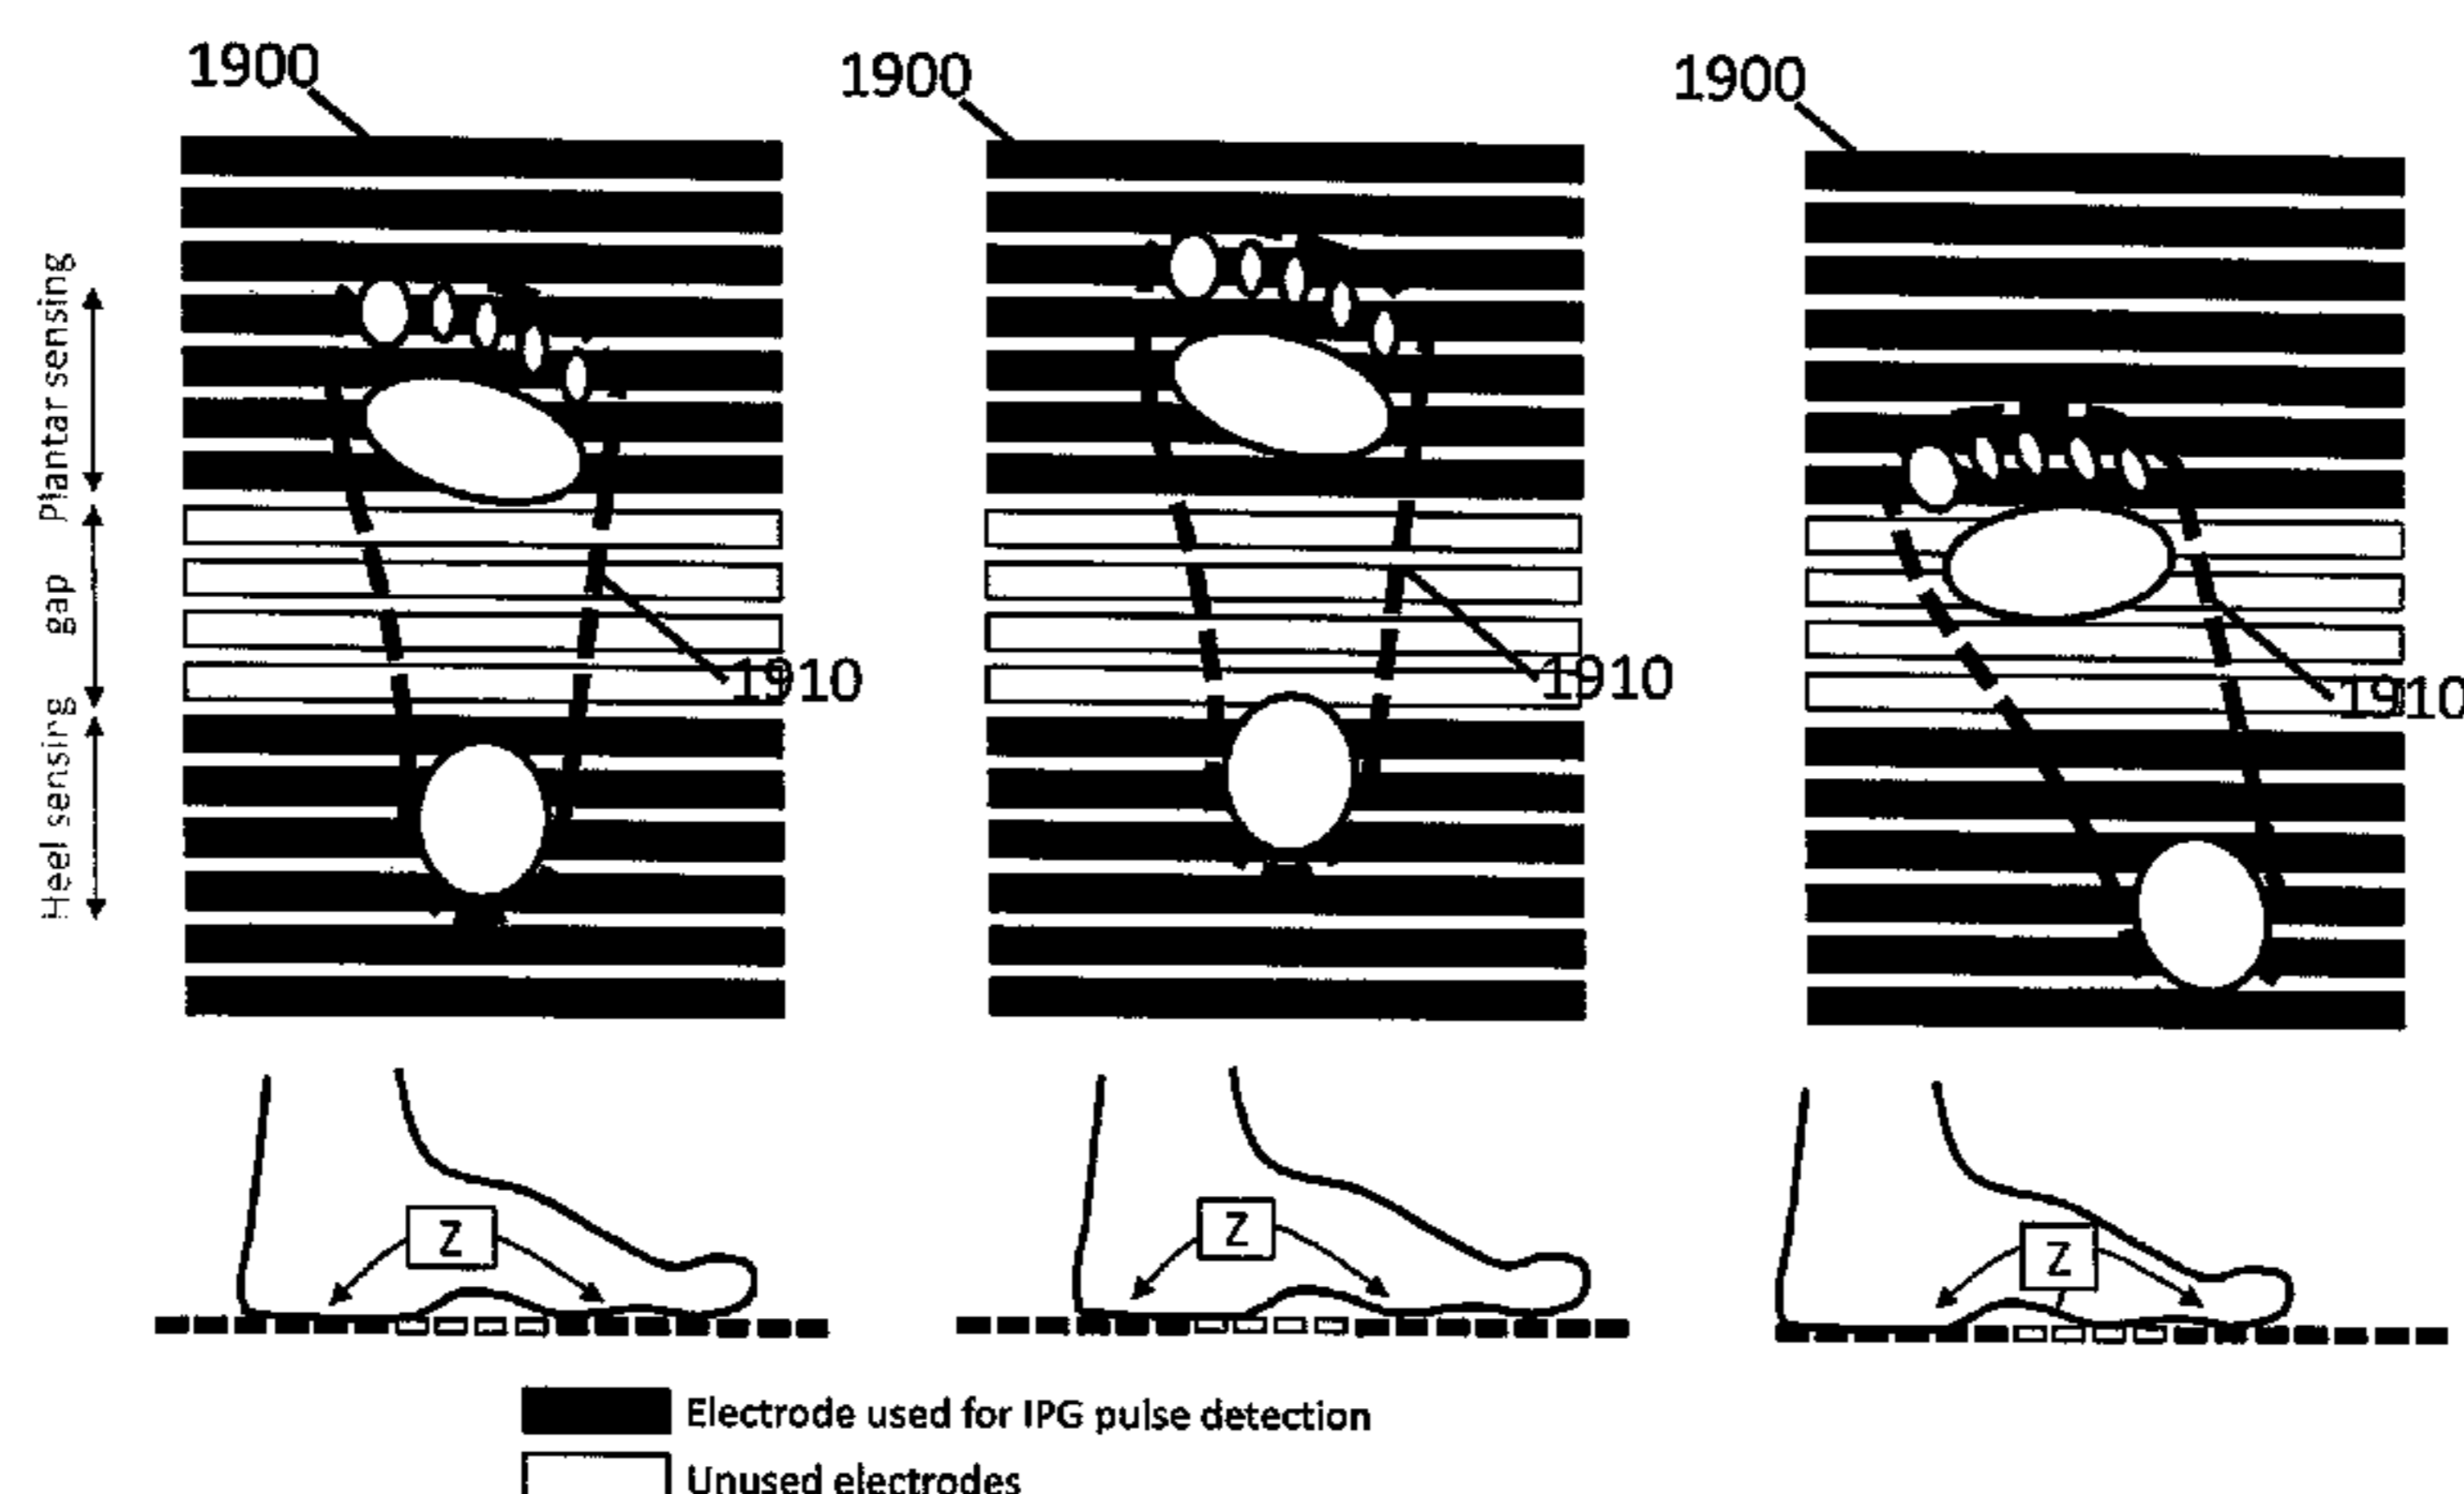 1900
1900
1900
Plantar sensing
gap
Heel sensing
1910
1910
1910
Z
Z
Z
Electrode used for IPG pulse detection
Unused electrodes